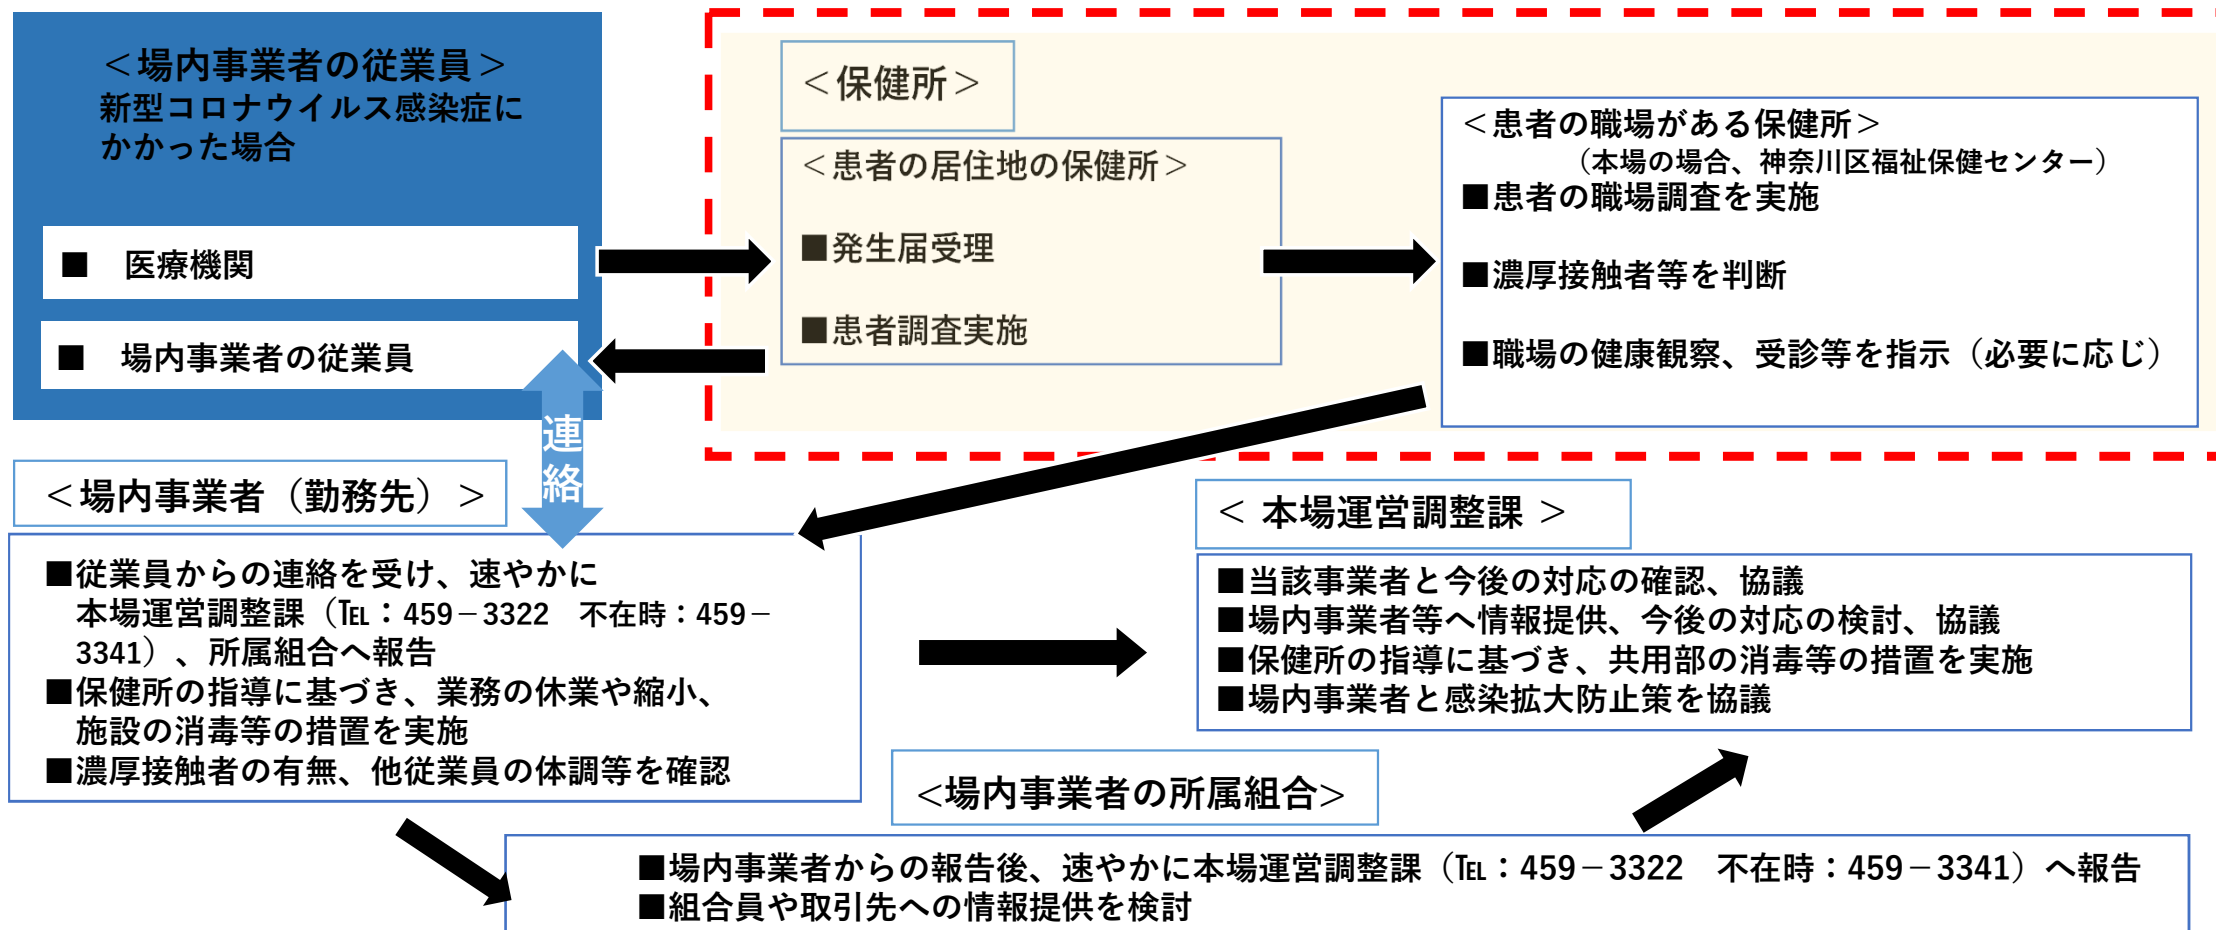 ＜場内事業者の従業員＞
新型コロナウイルス感染症に
かかった場合
■　医療機関
■　場内事業者の従業員
連絡
＜保健所＞
＜患者の居住地の保健所＞
■発生届受理
■患者調査実施
＜患者の職場がある保健所＞
（本場の場合、神奈川区福祉保健センター）
■患者の職場調査を実施
■濃厚接触者等を判断
■職場の健康観察、受診等を指示（必要に応じ）
＜場内事業者（勤務先）＞
■従業員からの連絡を受け、速やかに
本場運営調整課（℡：459－3322　不在時：459－
3341）、所属組合へ報告
■保健所の指導に基づき、業務の休業や縮小、
施設の消毒等の措置を実施
■濃厚接触者の有無、他従業員の体調等を確認
＜ 本場運営調整課 ＞
■当該事業者と今後の対応の確認、協議
■場内事業者等へ情報提供、今後の対応の検討、協議
■保健所の指導に基づき、共用部の消毒等の措置を実施
■場内事業者と感染拡大防止策を協議
<場内事業者の所属組合>
■場内事業者からの報告後、速やかに本場運営調整課（℡：459－3322　不在時：459－3341）へ報告
■組合員や取引先への情報提供を検討